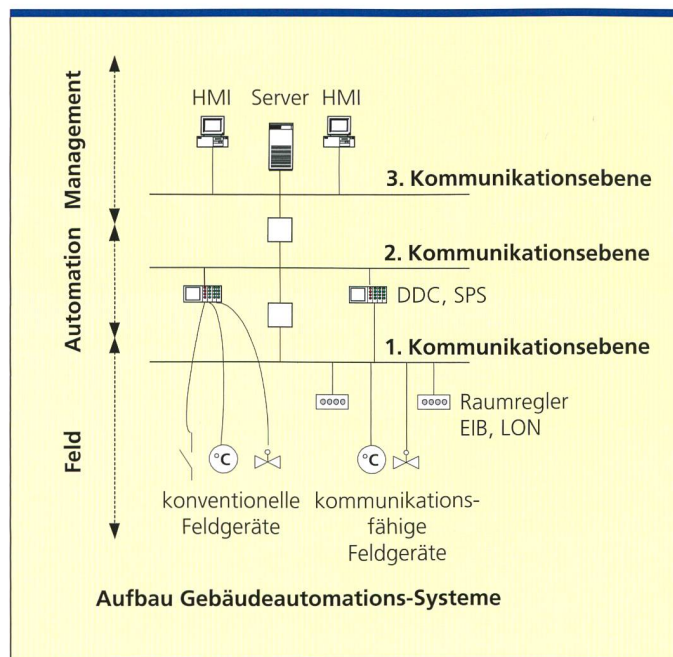 Management
Automation
Feld
HMI Server HMI
3. Kommunikationsebene
2. Kommunikationsebene
DDC, SPS
1. Kommunikationsebene
Raumregler
EIB, LON
°C
°C
konventionelle
Feldgeräte
kommunikations-
fähige
Feldgeräte
Aufbau Gebäudeautomations-Systeme